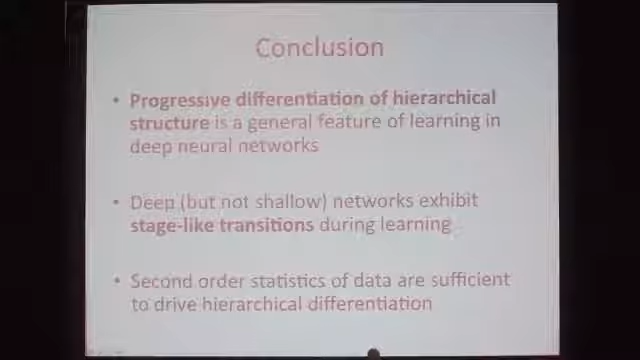 Conclusion
• Progressive differentiation of hierarchical
structure is a general feature of learning in
deep neural networks
• Deep (but not shallow) networks exhibit
stage-like transitions during learning
• Second order statistics of data are sufficient
to drive hierarchical differentiation